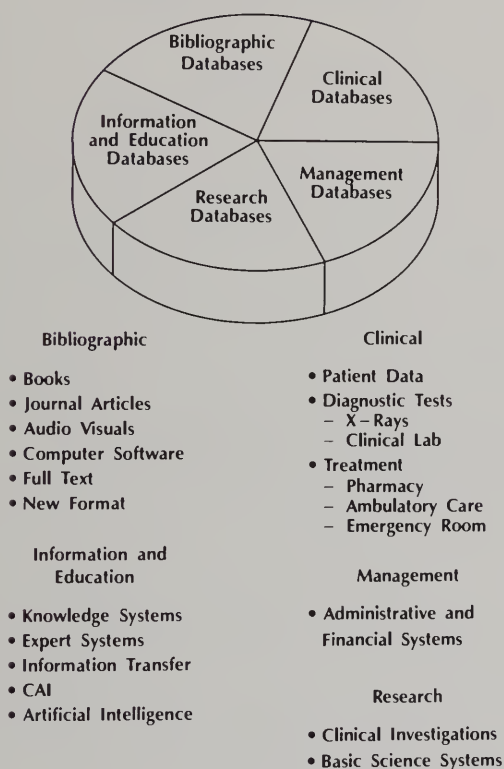 Bibliographic
Databases
Clinical
Databases
Information
and Education
Databases
Management
Databases
Research
Databases
Bibliographic
• Books
• Journal Articles
• Audio Visuals
• Computer Software
• Full Text
• New Format
Information and
Education
• Knowledge Systems
• Expert Systems
• Information Transfer
• CAI
• Artificial Intelligence
Clinical
• Patient Data
• Diagnostic Tests
– X–Rays
– Clinical Lab
• Treatment
– Pharmacy
– Ambulatory Care
– Emergency Room
Management
• Administrative and
Financial Systems
Research
• Clinical Investigations
• Basic Science Systems